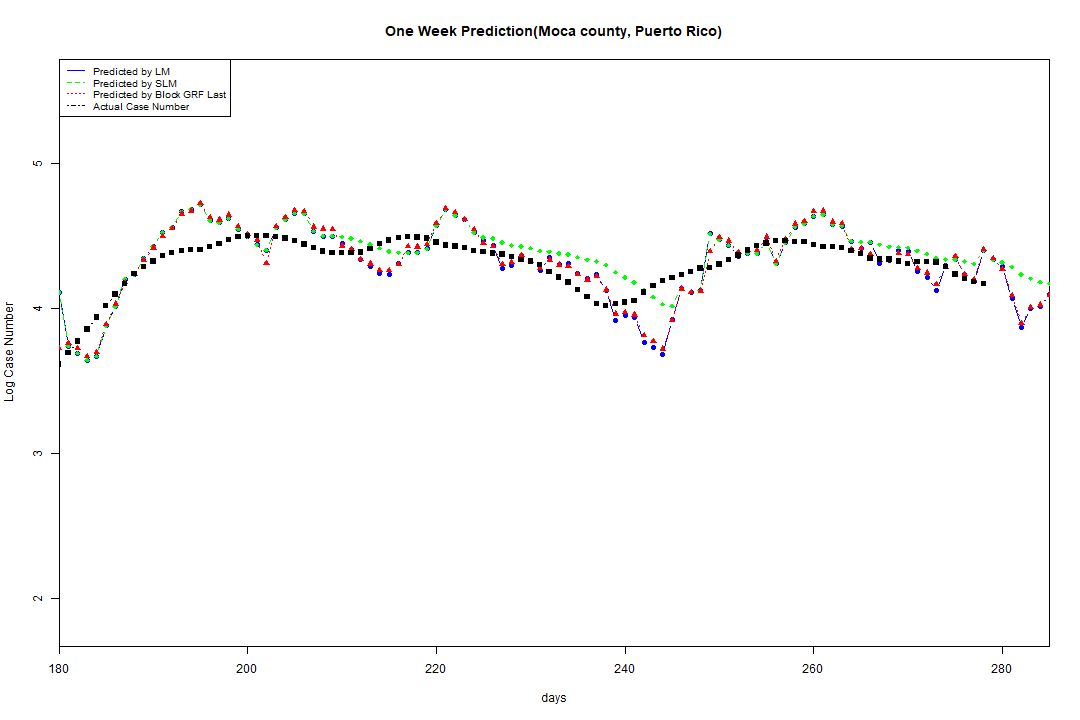 One Week Prediction(Moca county, Puerto Rico)
Predicted by LM
Predicted by SLM
Predicted by Block GRF Last
Actual Case Number
5
4
3
2
Log Case Number
180 200 220 240 260 280
days